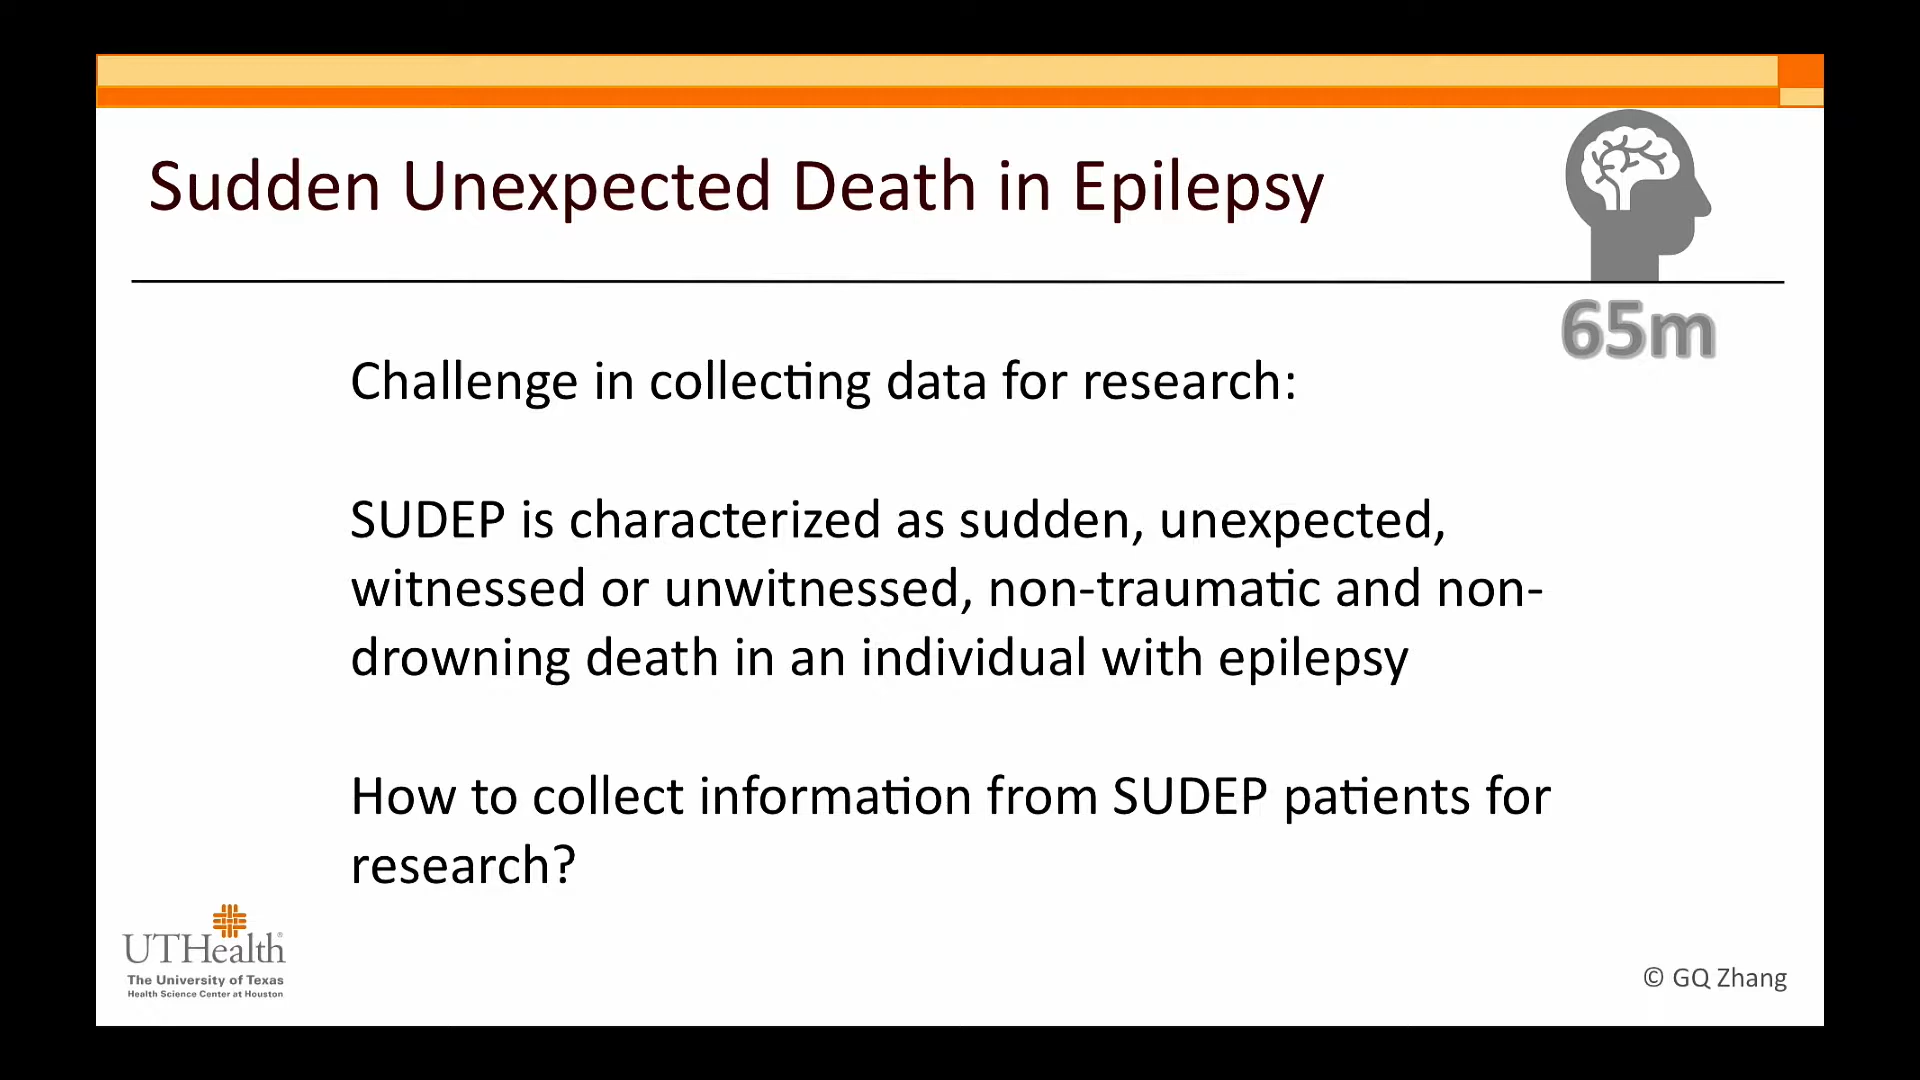 Sudden Unexpected Death in Epilepsy
65m
Challenge in collecting data for research:
SUDEP is characterized as sudden, unexpected,
witnessed or unwitnessed, non-traumatic and non-
drowning death in an individual with epilepsy
How to collect information from SUDEP patients for
research?
UTHealth®
The University of Texas
Health Science Center at Houston
© GQ Zhang